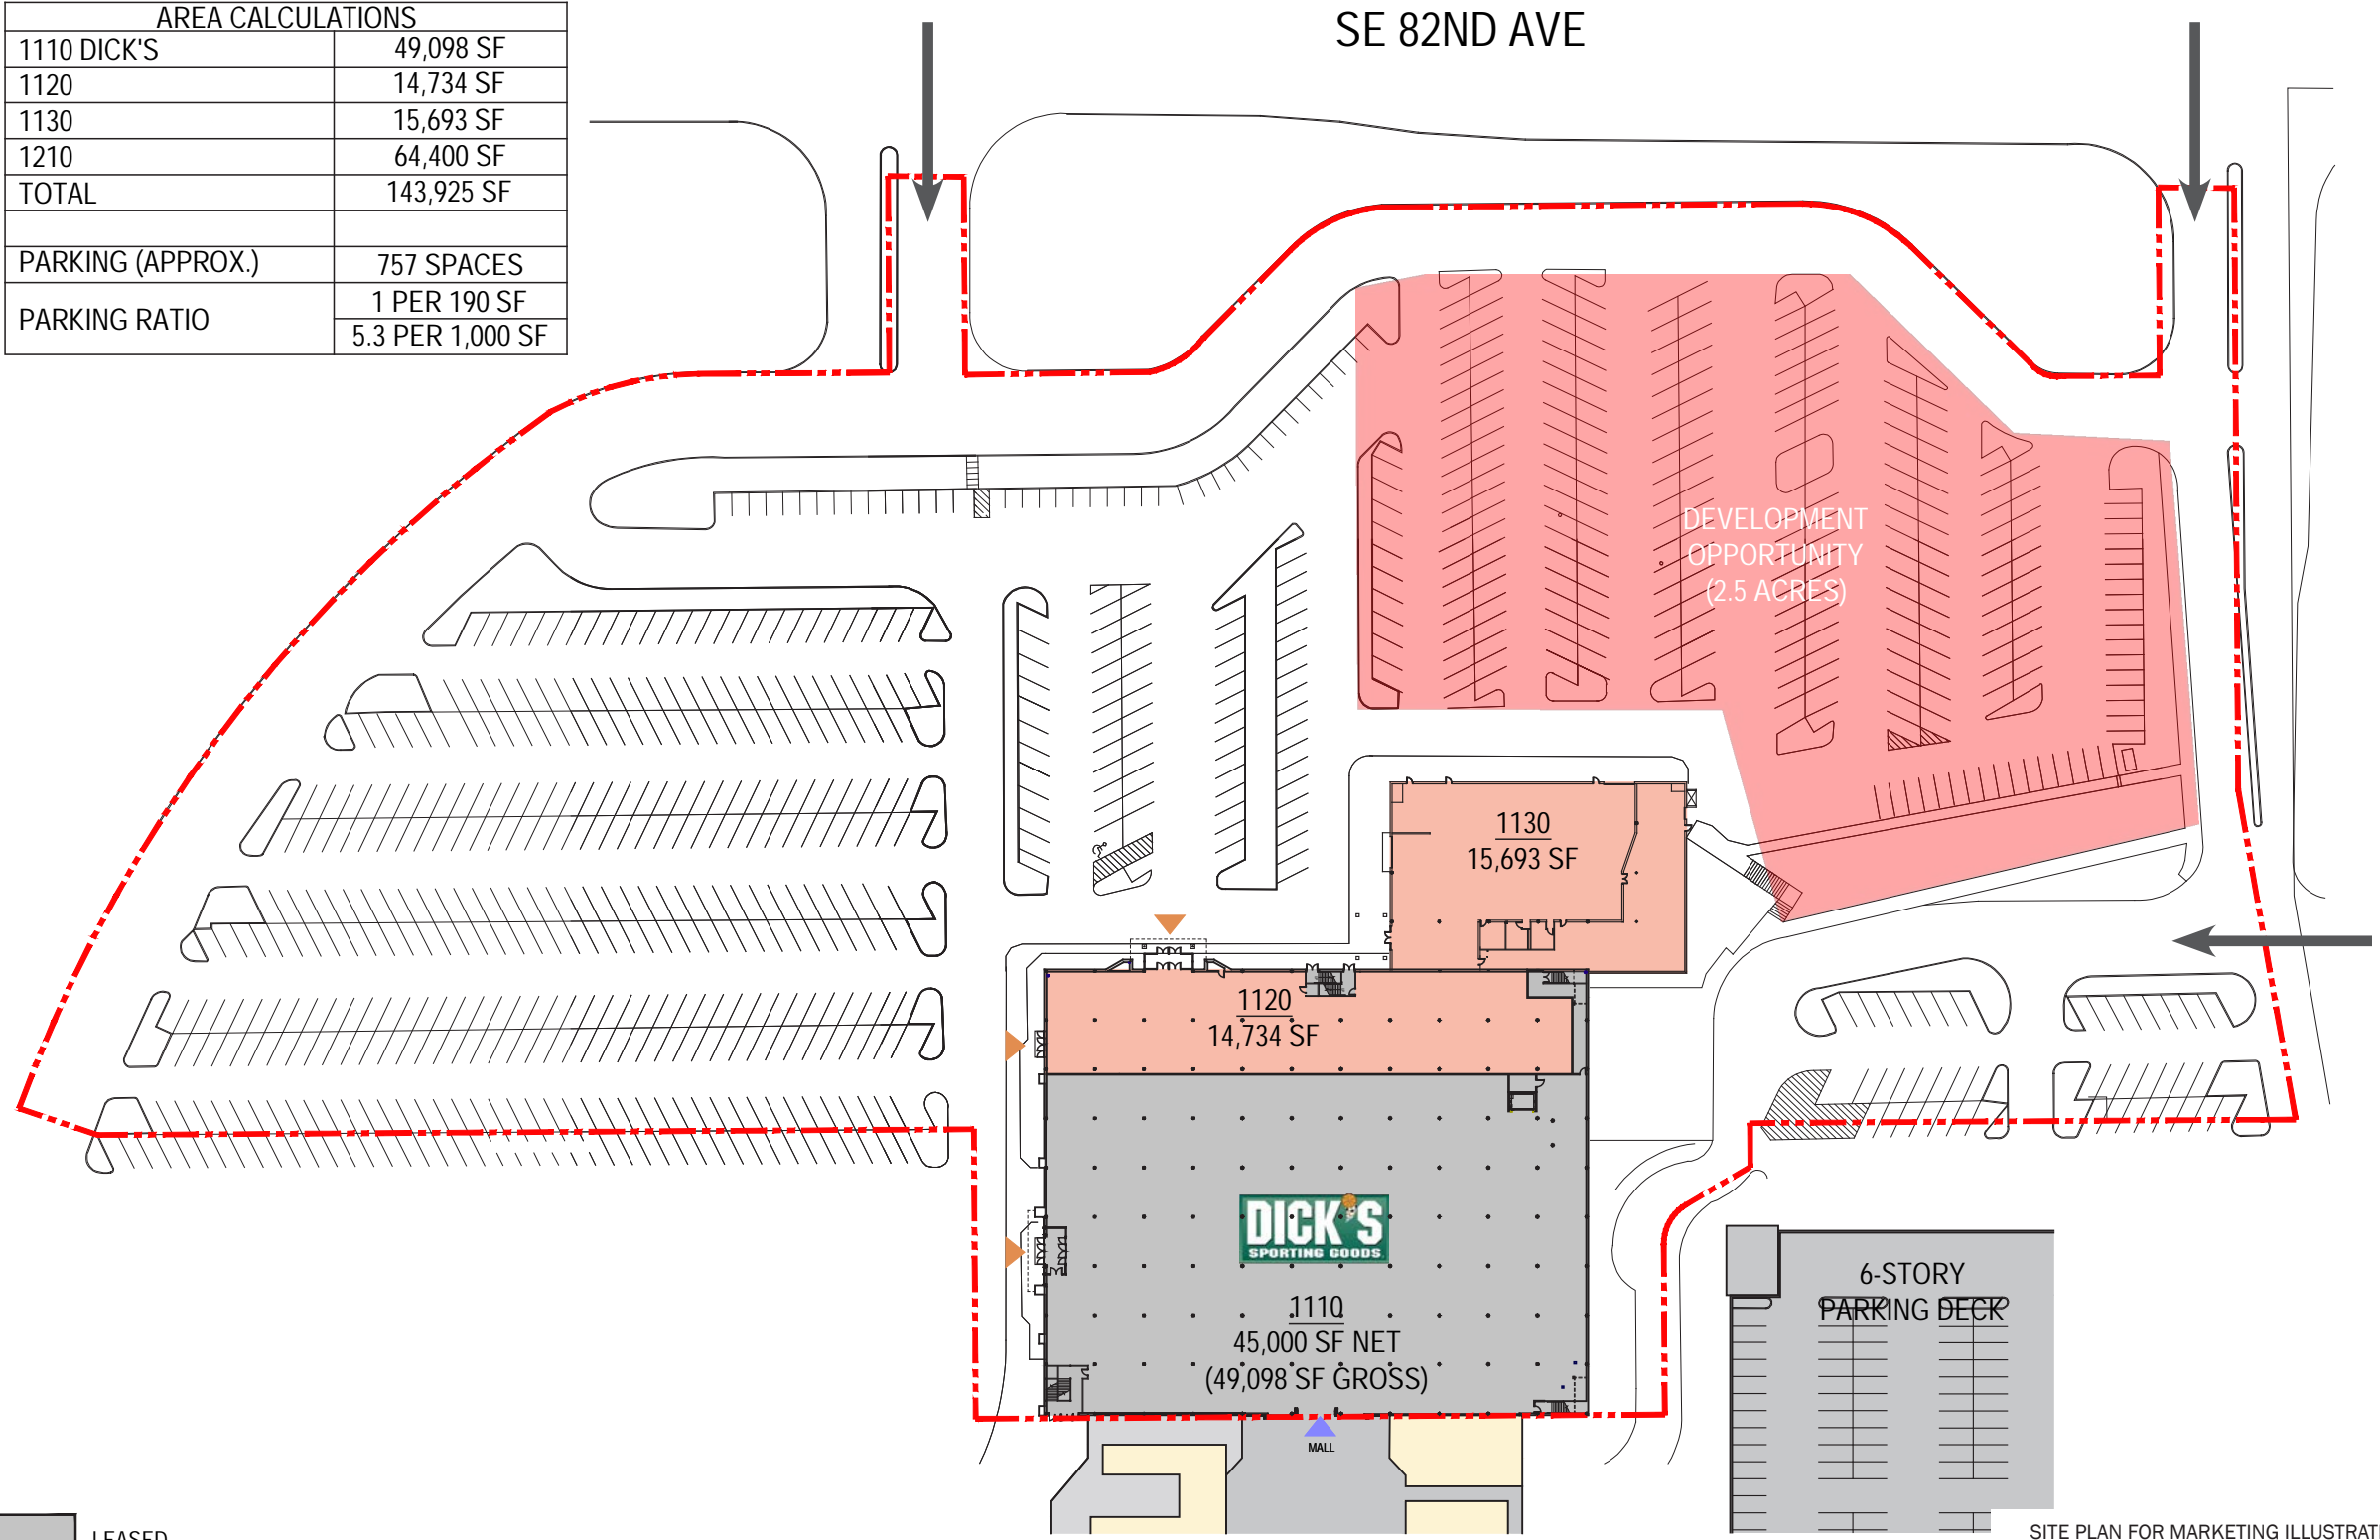 AREA CALCULATIONS
1110 DICK'S 49,098 SF
1120 14,734 SF
1130 15,693 SF
1210 64,400 SF
TOTAL 143,925 SF
PARKING (APPROX.) 757 SPACES
PARKING RATIO 1 PER 190 SF
5.3 PER 1,000 SF
SE 82ND AVE
DEVELOPMENT
OPPORTUNITY
(2.5 ACRES)
1130
15,693 SF
1120
14,734 SF
DICK'S
SPORTING GOODS
1110
45,000 SF NET
(49,098 SF GROSS)
MALL
6-STORY
PARKING DECK
LEASED
SITE PLAN FOR MARKETING